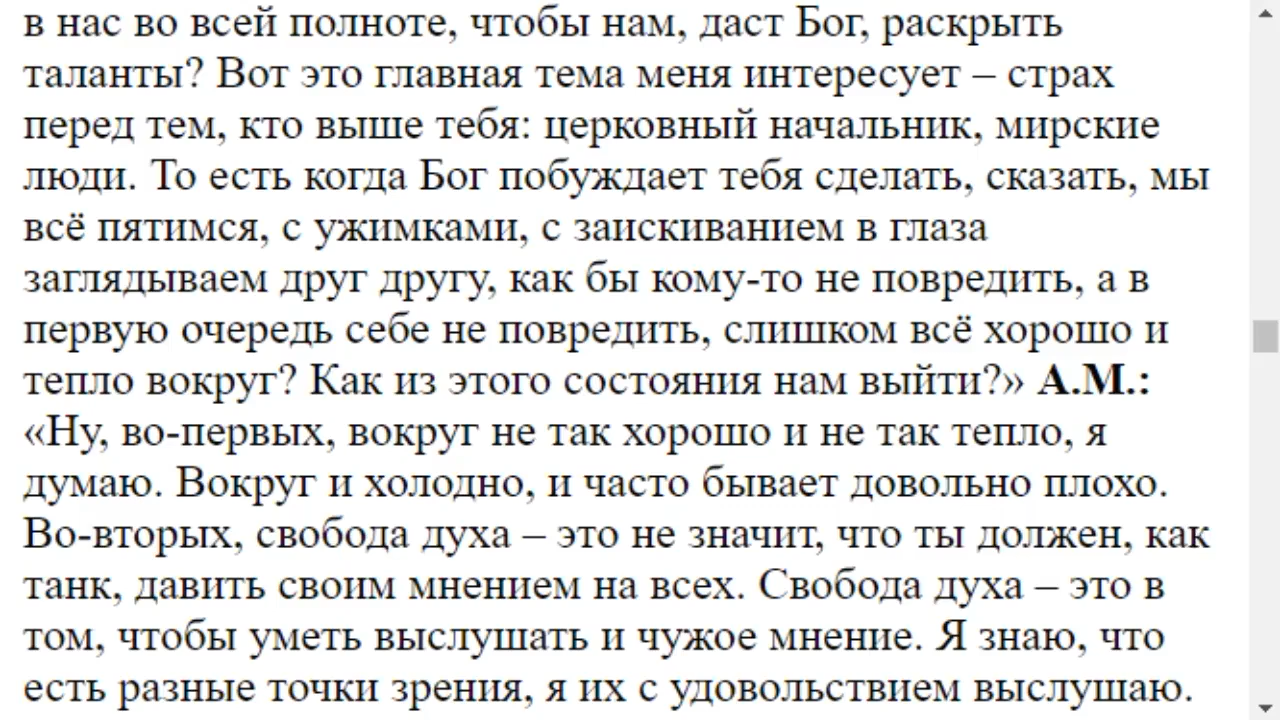 в нас во всей полноте, чтобы нам, даст Бог, раскрыть
таланты? Вот это главная тема меня интересует – страх
перед тем, кто выше тебя: церковный начальник, мирские
люди. То есть когда Бог побуждает тебя сделать, сказать, мы
всё пятимся, с ужимками, с заискиванием в глаза
заглядываем друг другу, как бы кому-то не повредить, а в
первую очередь себе не повредить, слишком всё хорошо и
тепло вокруг? Как из этого состояния нам выйти?» А.М.:
«Ну, во-первых, вокруг не так хорошо и не так тепло, я
думаю. Вокруг и холодно, и часто бывает довольно плохо.
Во-вторых, свобода духа – это не значит, что ты должен, как
танк, давить своим мнением на всех. Свобода духа – это в
том, чтобы уметь выслушать и чужое мнение. Я знаю, что
есть разные точки зрения, я их с удовольствием выслушаю.